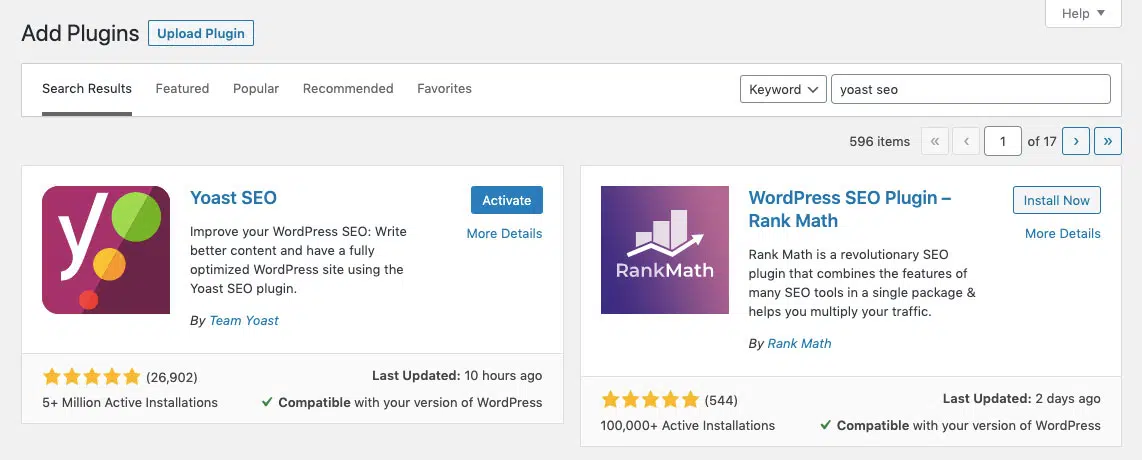 Help
Add Plugins Upload Plugin
Search Results Featured Popular Recommended Favorites Keyword yoast seo
596 items « ‹ 1 of 17 › »
y
Yoast SEO
Activate
More Details
Improve your WordPress SEO: Write
better content and have a fully
optimized WordPress site using the
Yoast SEO plugin.
By Team Yoast
(26,902)
Last Updated: 10 hours ago
5+ Million Active Installations
Compatible with your version of WordPress
RankMath
WordPress SEO Plugin –
Rank Math
Install Now
More Details
Rank Math is a revolutionary SEO
plugin that combines the features of
many SEO tools in a single package &
helps you multiply your traffic.
By Rank Math
(544)
Last Updated: 2 days ago
100,000+ Active Installations
Compatible with your version of WordPress